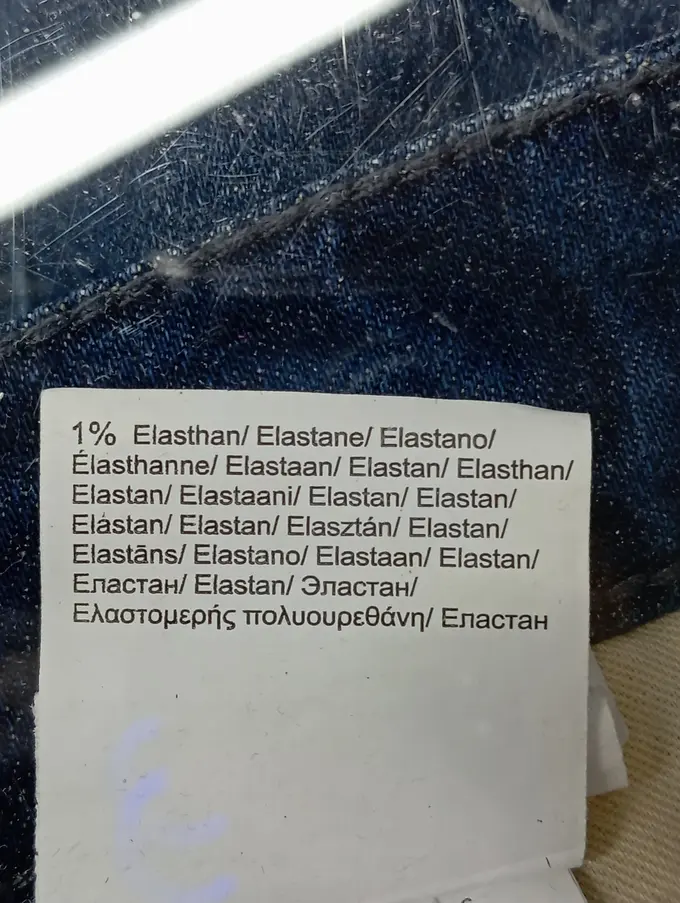 1% Elasthan/ Elastane/ Elastano/
Élasthanne/ Elastaan/ Elastan/ Elasthan/
Elastan/ Elastaani/ Elastan/ Elastan/
Elástan/ Elastan/ Elasztán/ Elastan/
Elastāns/ Elastano/ Elastaan/ Elastan/
Еластан/ Elastan/ Эластан/
Ελαστομερής πολυουρεθάνη/ Еластан